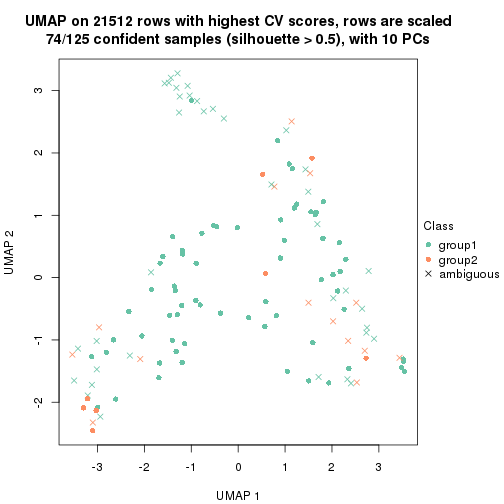 UMAP on 21512 rows with highest CV scores, rows are scaled
74/125 confident samples (silhouette > 0.5), with 10 PCs
3
2
1
0
-1
-2
UMAP 2
Class
group1
group2
ambiguous
-3 -2 -1 0 1 2 3
UMAP 1